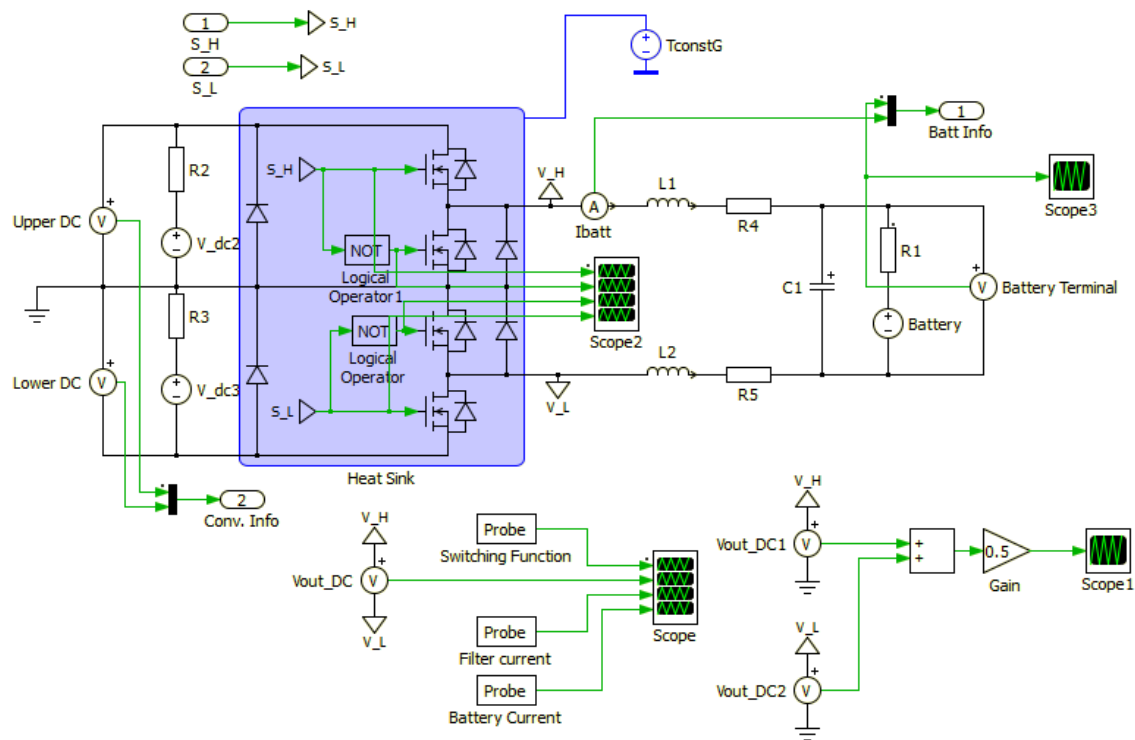 1
S_H
S_H
2
S_L
S_L
TconstG
1
Batt Info
R2
S_H
V_H
L1
Scope3
Upper DC
V
A
Ibatt
R4
V_dc2
NOT
Logical
Operator1
R1
C1
V
Battery Terminal
R3
Scope2
Battery
NOT
Logical
Operator
L2
Lower DC
V
V_dc3
V_L
R5
S_L
Heat Sink
2
Conv. Info
V_H
Probe
Switching Function
V_H
Vout_DC
V
Vout_DC1
V
0.5
Gain
Scope1
V_L
Probe
Filter current
Scope
V_L
Probe
Battery Current
Vout_DC2
V